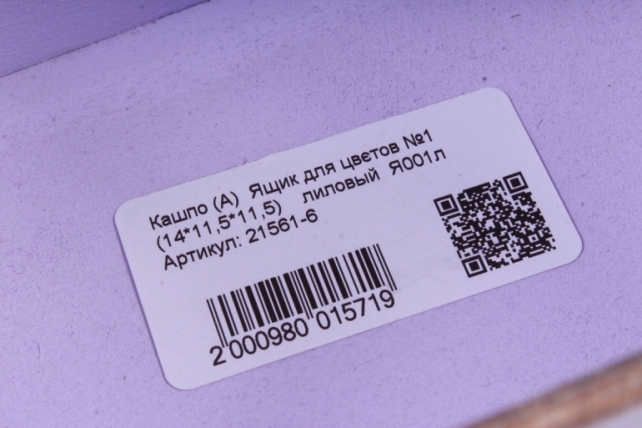 Кашпо (А) Ящик для цветов №1
(14*11,5*11,5) лиловый Я001л
Артикул: 21561-6
2 000980 015719